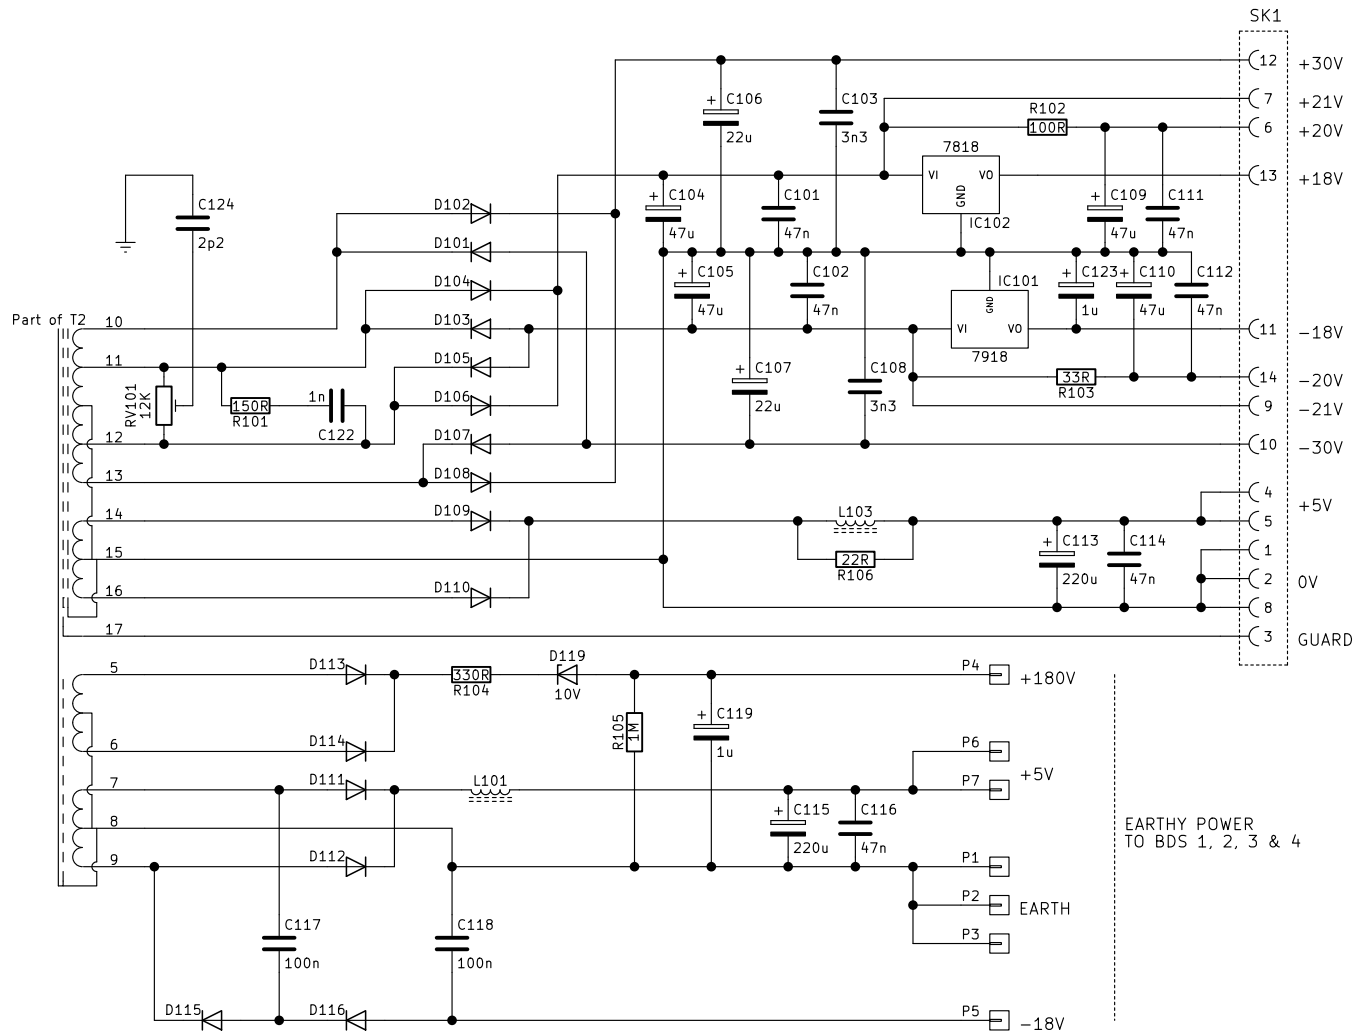 SK1
12 +30V
C106
22u
C103
3n3
7 +21V
R102
100R
6 +20V
7818
VI VO
GND
IC102
13 +18V
C124
2p2
D102
C104
47u
C101
47n
C109
47u
C111
47n
D101
D104
C105
47u
C102
47n
IC101
GND
VI VO
7918
C123
1u
C110
47u
C112
47n
Part of T2
10
D103
11 -18V
11
D105
C107
22u
C108
3n3
33R
R103
14 -20V
RV101
12K
150R
R101
1n
C122
D106
9 -21V
12
D107
10 -30V
13
D108
4
+5V
14
D109
L103
5
22R
R106
C113
220u
C114
47n
1
15
2 0V
16
D110
8
17
3 GUARD
5
D113
330R
R104
D119
10V
P4 +180V
R105
1M
C119
1u
6
D114
P6
+5V
7
D111
L101
P7
C115
220u
C116
47n
8
EARTHY POWER
TO BDS 1, 2, 3 & 4
9
D112
P1
P2 EARTH
C117
100n
C118
100n
P3
D115
D116
P5 -18V